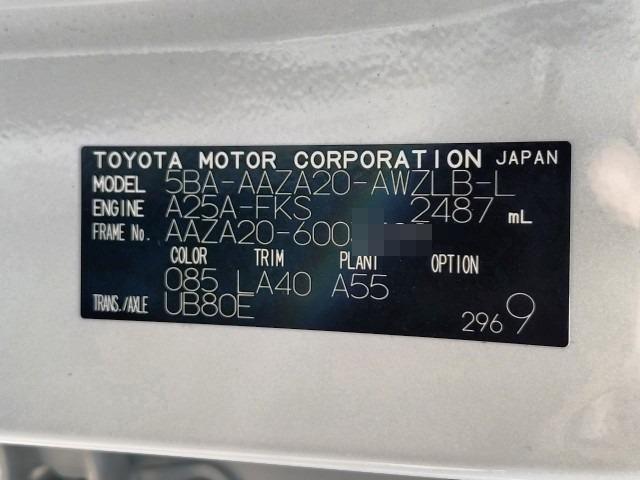 TOYOTA MOTOR CORPORATION JAPAN
MODEL 5BA-AAZA20-AWZLB-L
ENGINE A25A-FKS 2487 mL
FRAME No. AAZA20-600
COLOR TRIM PLANT OPTION
085 LA40 A55
TRANS./AXLE UB80E
296 9